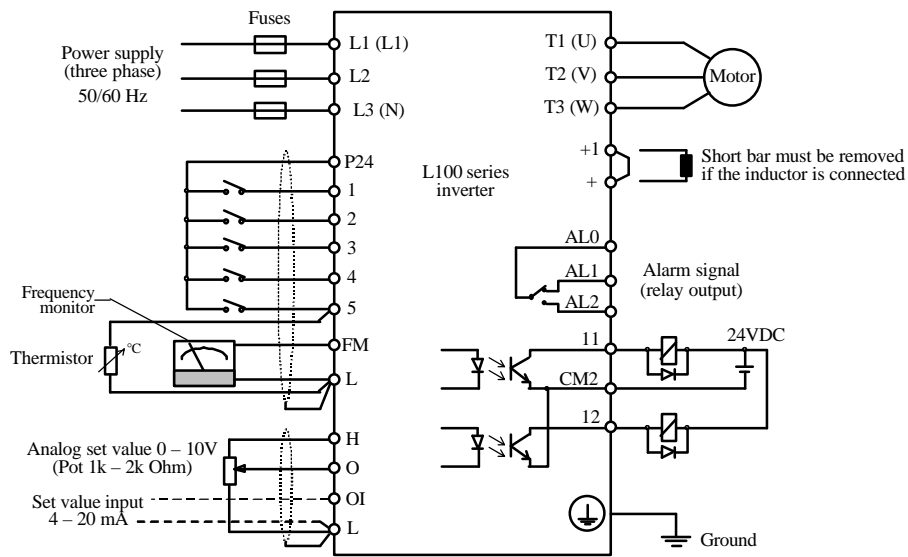 Fuses
Power supply
(three phase)
50/60 Hz
L1 (L1)
L2
L3 (N)
T1 (U)
T2 (V)
T3 (W)
Motor
+1
+
Short bar must be removed
if the inductor is connected
L100 series
inverter
P24
1
2
3
4
5
FM
L
Frequency
monitor
Thermistor
°C
AL0
AL1
AL2
Alarm signal
(relay output)
11
CM2
12
24VDC
H
O
OI
L
Analog set value 0 – 10V
(Pot 1k – 2k Ohm)
Set value input
4 – 20 mA
Ground